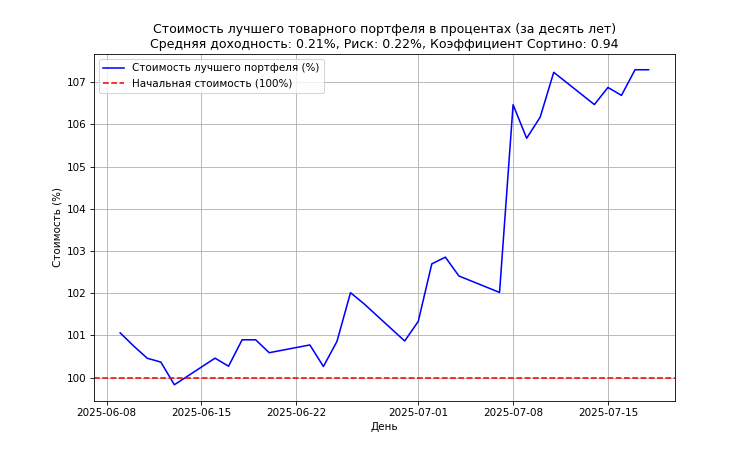 Стоимость лучшего товарного портфеля в процентах (за десять лет)
Средняя доходность: 0.21%, Риск: 0.22%, Коэффициент Сортино: 0.94
Стоимость лучшего портфеля (%)
Начальная стоимость (100%)
Стоимость (%)
107
106
105
104
103
102
101
100
2025-06-08
2025-06-15
2025-06-22
2025-07-01
2025-07-08
2025-07-15
День